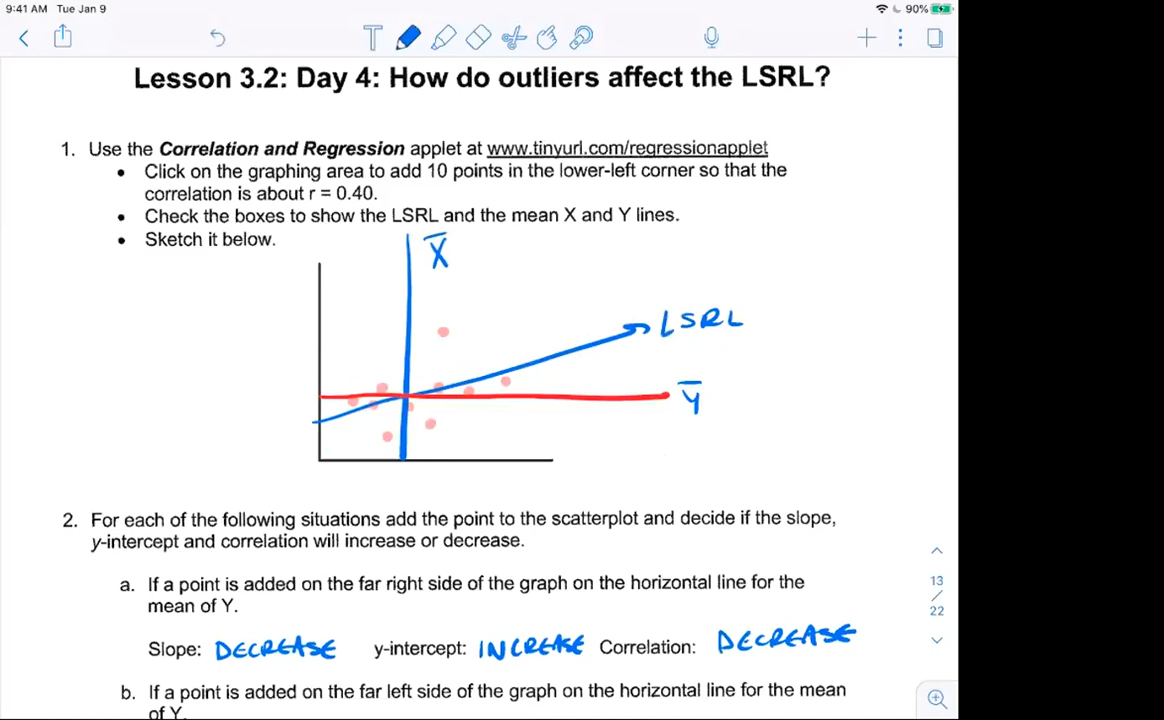 9:41 AM Tue Jan 9
90%
T
Lesson 3.2: Day 4: How do outliers affect the LSRL?
1. Use the Correlation and Regression applet at www.tinyurl.com/regressionapplet
• Click on the graphing area to add 10 points in the lower-left corner so that the
correlation is about r = 0.40.
• Check the boxes to show the LSRL and the mean X and Y lines.
• Sketch it below.
X̅
LSRL
Y̅
2. For each of the following situations add the point to the scatterplot and decide if the slope,
y-intercept and correlation will increase or decrease.
a. If a point is added on the far right side of the graph on the horizontal line for the
mean of Y.
Slope: DECREASE y-intercept: INCREASE Correlation: DECREASE
b. If a point is added on the far left side of the graph on the horizontal line for the mean
of Y.
13
/
22